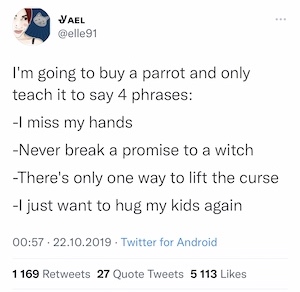 Yael
@elle91
I'm going to buy a parrot and only
teach it to say 4 phrases:
-I miss my hands
-Never break a promise to a witch
-There's only one way to lift the curse
-I just want to hug my kids again
00:57 · 22.10.2019 · Twitter for Android
1 169 Retweets 27 Quote Tweets 5 113 Likes